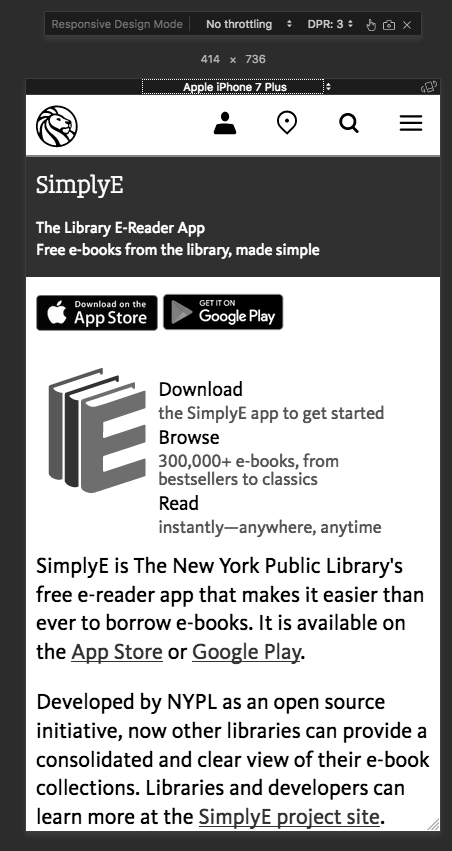 Responsive Design Mode No throttling DPR: 3
414 × 736
Apple iPhone 7 Plus
SimplyE
The Library E-Reader App
Free e-books from the library, made simple
Download on the
App Store
GET IT ON
Google Play
E
Download
the SimplyE app to get started
Browse
300,000+ e-books, from
bestsellers to classics
Read
instantly—anywhere, anytime
SimplyE is The New York Public Library's
free e-reader app that makes it easier than
ever to borrow e-books. It is available on
the App Store or Google Play.
Developed by NYPL as an open source
initiative, now other libraries can provide a
consolidated and clear view of their e-book
collections. Libraries and developers can
learn more at the SimplyE project site.